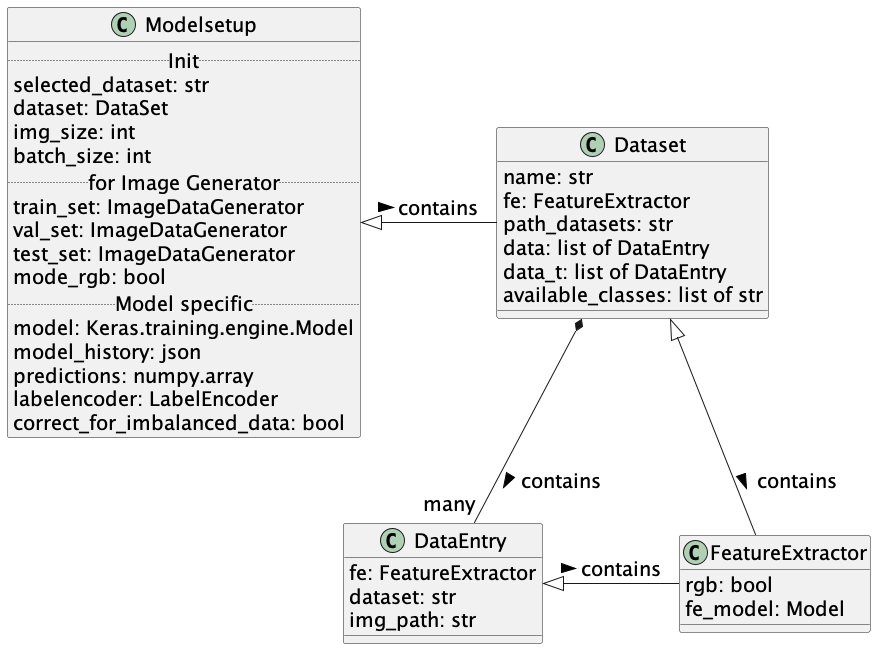 C Modelsetup
Init
selected_dataset: str
dataset: DataSet
img_size: int
batch_size: int
for Image Generator
train_set: ImageDataGenerator
val_set: ImageDataGenerator
test_set: ImageDataGenerator
mode_rgb: bool
Model specific
model: Keras.training.engine.Model
model_history: json
predictions: numpy.array
labelencoder: LabelEncoder
correct_for_imbalanced_data: bool
contains
C Dataset
name: str
fe: FeatureExtractor
path_datasets: str
data: list of DataEntry
data_t: list of DataEntry
available_classes: list of str
contains
many
contains
C DataEntry
fe: FeatureExtractor
dataset: str
img_path: str
contains
C FeatureExtractor
rgb: bool
fe_model: Model